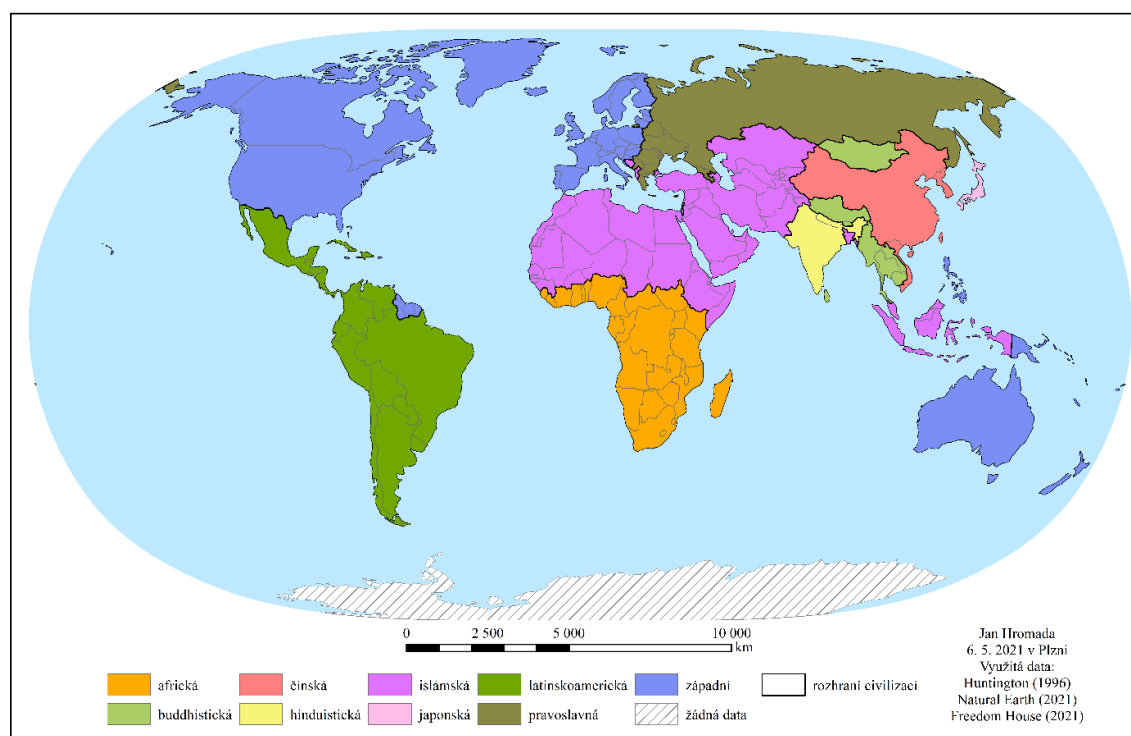 0 2 500 5 000 10 000
km
Jan Hromada
6. 5. 2021 v Plzni
Využitá data:
Huntington (1996)
Natural Earth (2021)
Freedom House (2021)
africká čínská islámská latinskoamerická západní rozhraní civilizací
buddhistická hinduistická japonská pravoslavná žádná data